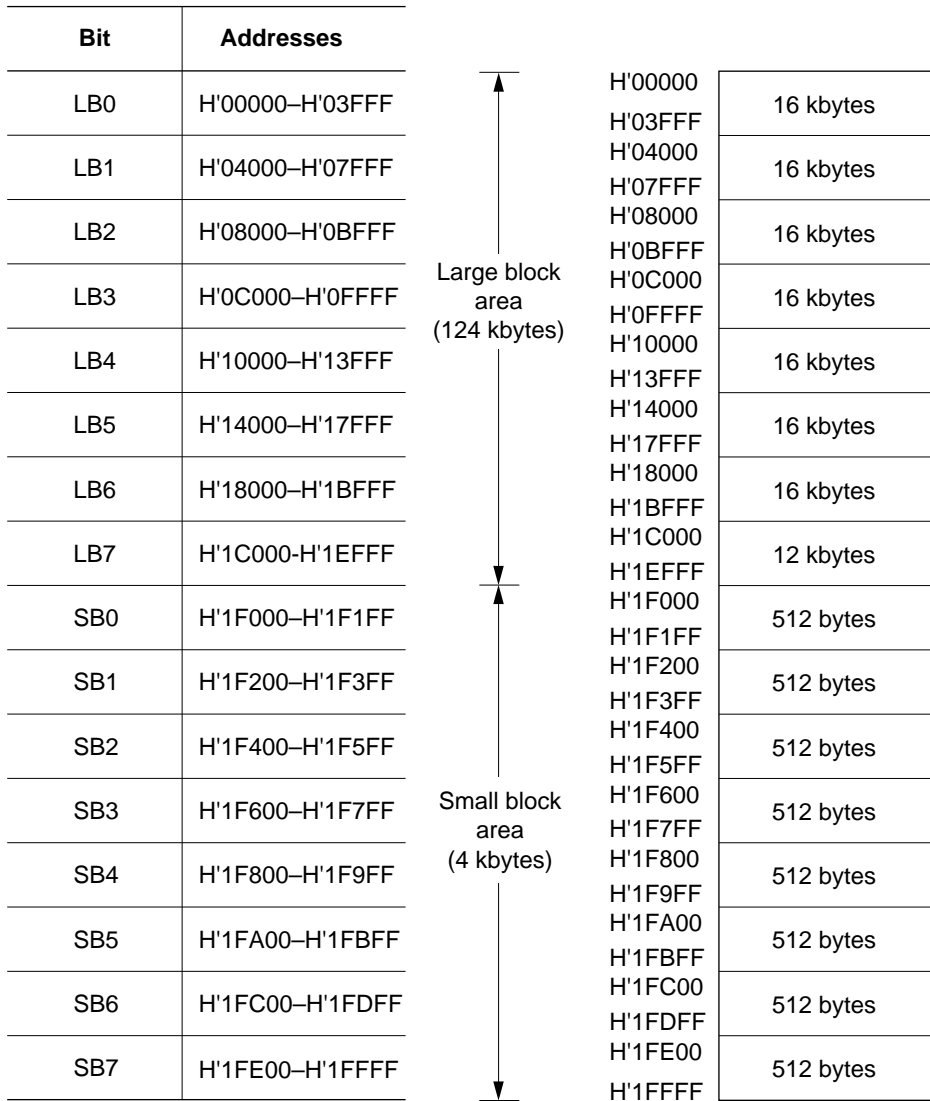 Bit Addresses
LB0 H'00000–H'03FFF
LB1 H'04000–H'07FFF
LB2 H'08000–H'0BFFF
LB3 H'0C000–H'0FFFF
LB4 H'10000–H'13FFF
LB5 H'14000–H'17FFF
LB6 H'18000–H'1BFFF
LB7 H'1C000-H'1EFFF
SB0 H'1F000–H'1F1FF
SB1 H'1F200–H'1F3FF
SB2 H'1F400–H'1F5FF
SB3 H'1F600–H'1F7FF
SB4 H'1F800–H'1F9FF
SB5 H'1FA00–H'1FBFF
SB6 H'1FC00–H'1FDFF
SB7 H'1FE00–H'1FFFF
Large block
area
(124 kbytes)
Small block
area
(4 kbytes)
H'00000
16 kbytes
H'03FFF
H'04000
16 kbytes
H'07FFF
H'08000
16 kbytes
H'0BFFF
H'0C000
16 kbytes
H'0FFFF
H'10000
16 kbytes
H'13FFF
H'14000
16 kbytes
H'17FFF
H'18000
16 kbytes
H'1BFFF
H'1C000
12 kbytes
H'1EFFF
H'1F000
512 bytes
H'1F1FF
H'1F200
512 bytes
H'1F3FF
H'1F400
512 bytes
H'1F5FF
H'1F600
512 bytes
H'1F7FF
H'1F800
512 bytes
H'1F9FF
H'1FA00
512 bytes
H'1FBFF
H'1FC00
512 bytes
H'1FDFF
H'1FE00
512 bytes
H'1FFFF